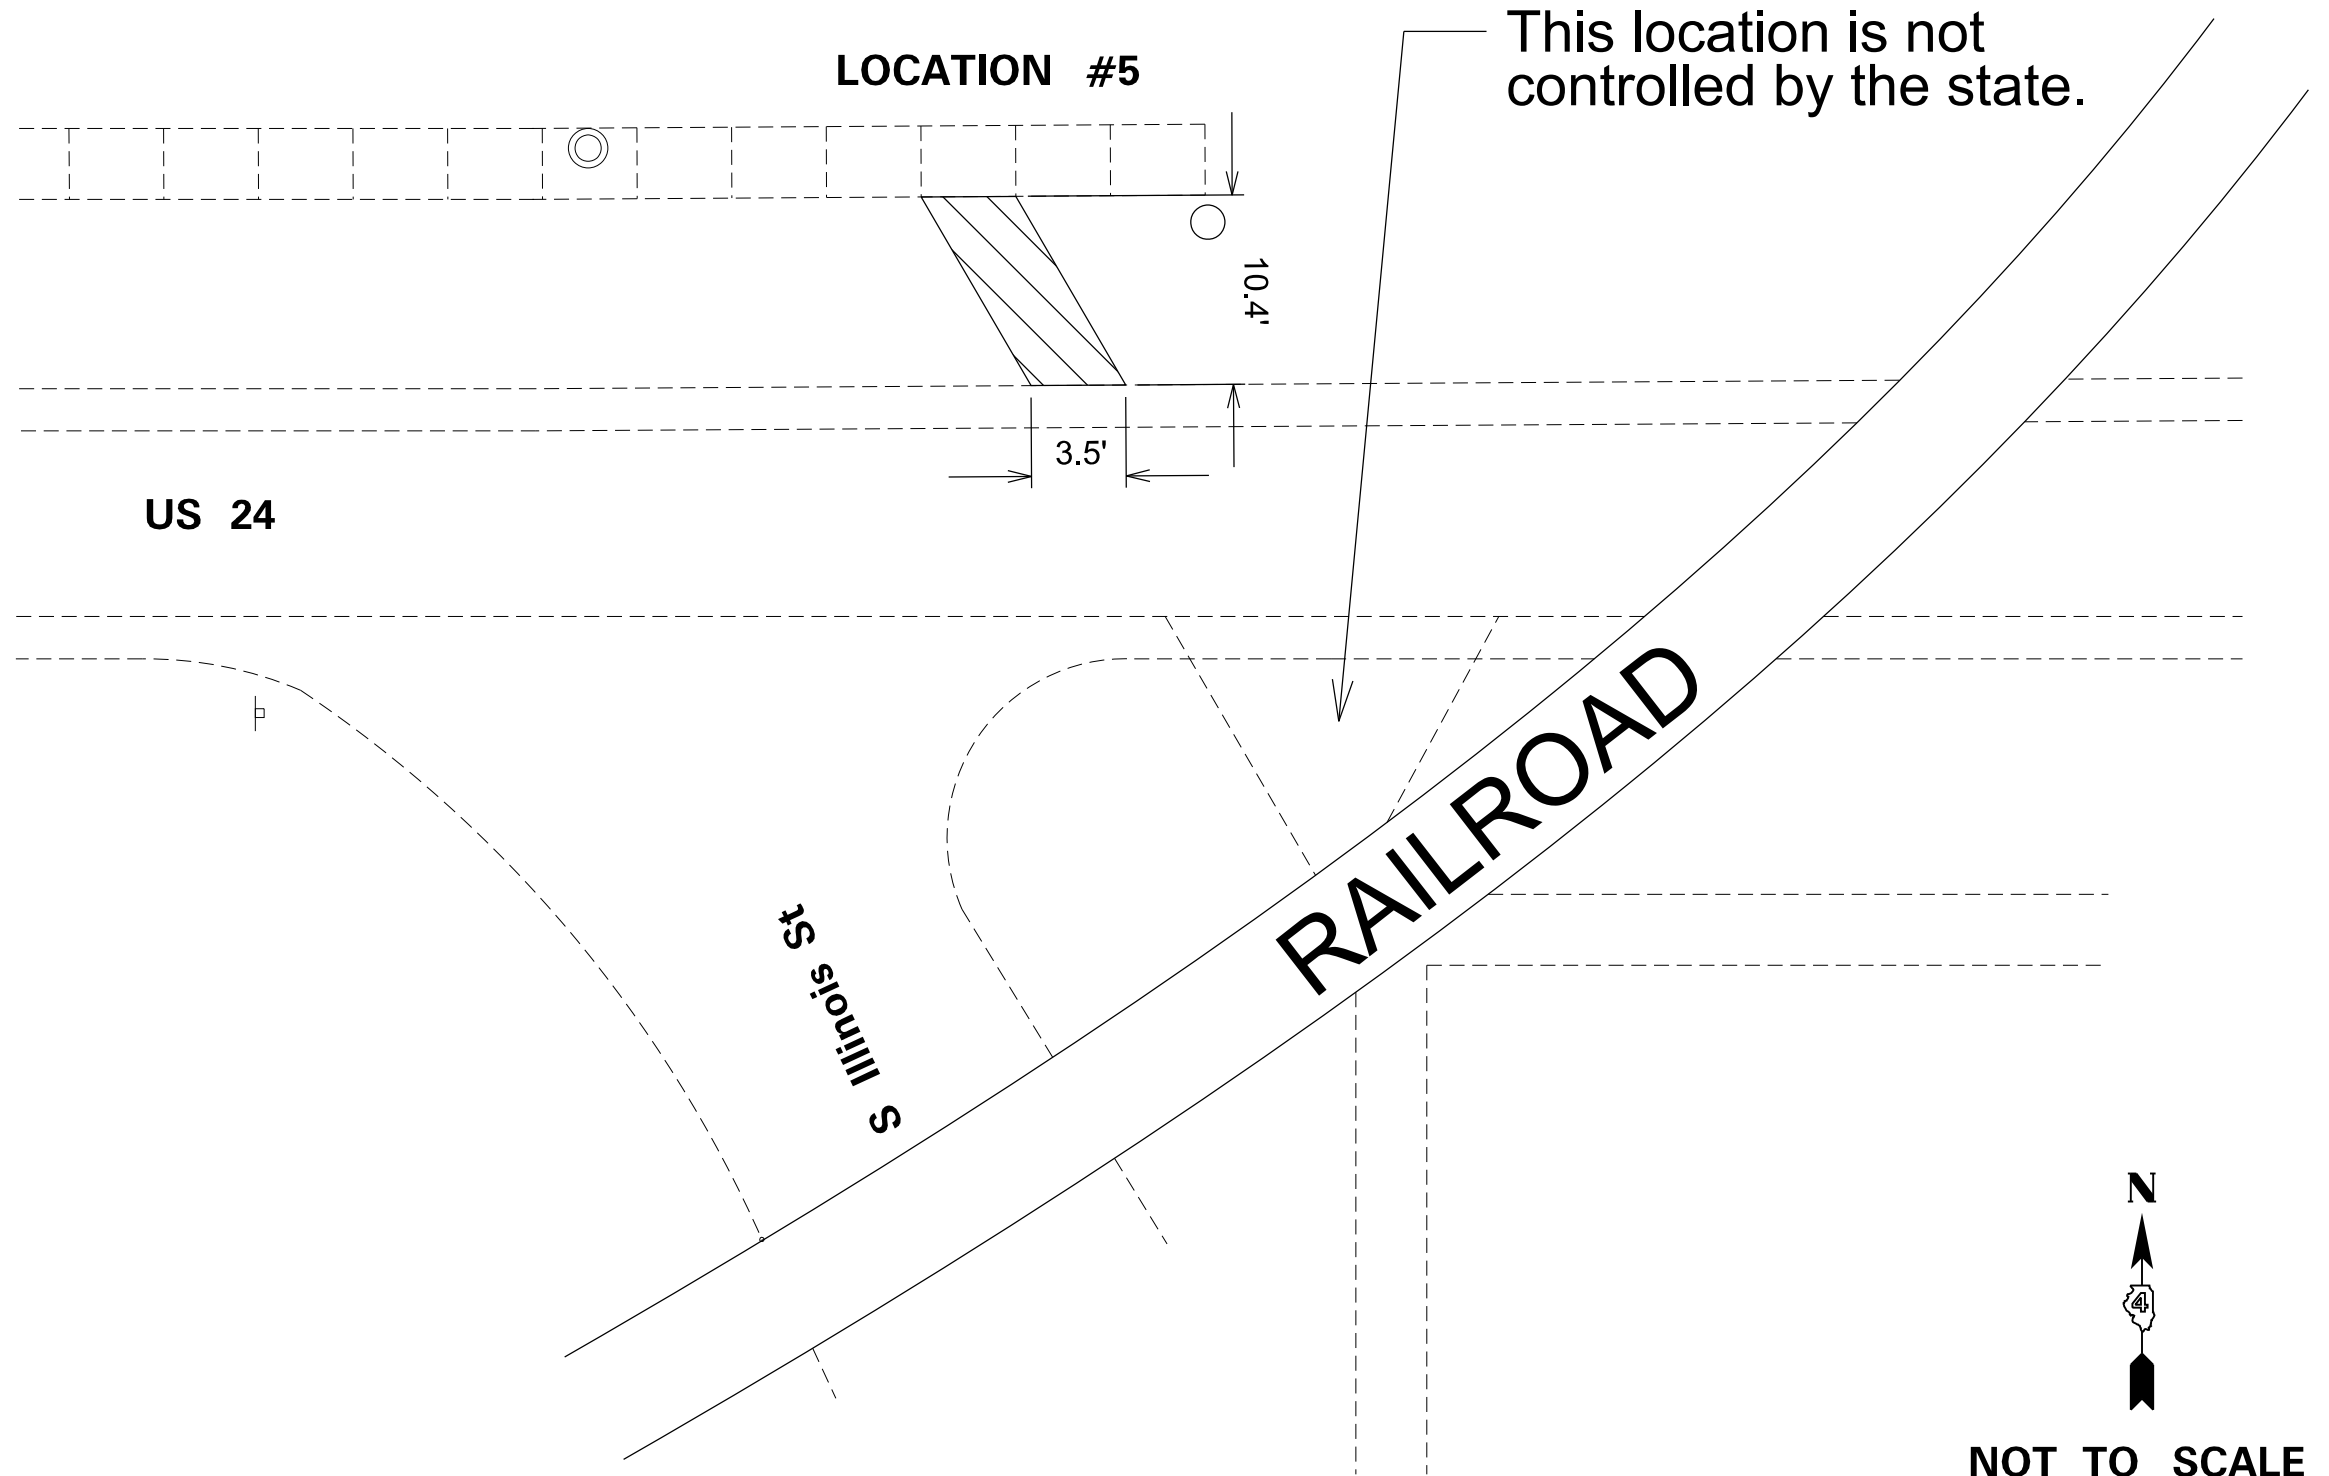 This location is not
controlled by the state.
LOCATION #5
10.4'
3.5'
US 24
RAILROAD
S Illinois St
N
4
NOT TO SCALE